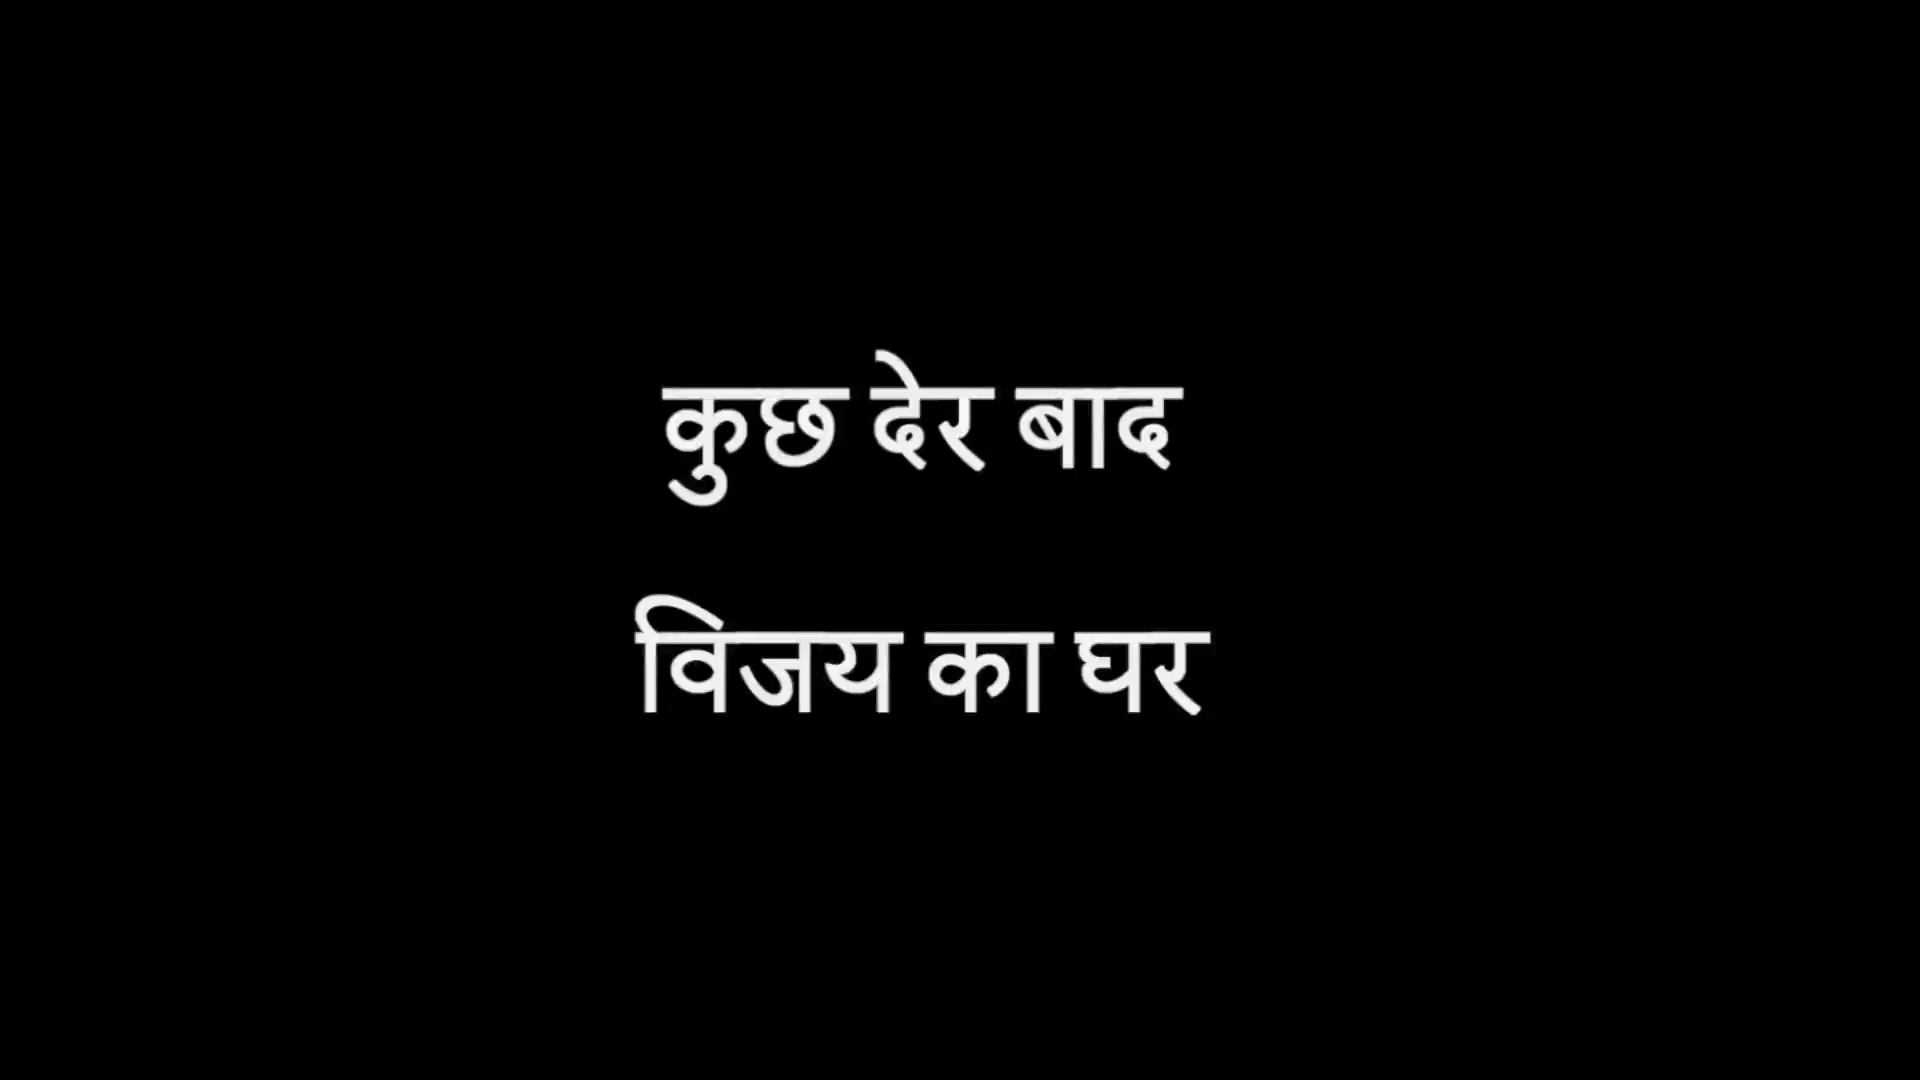 कुछ देर बाद
विजय का घर